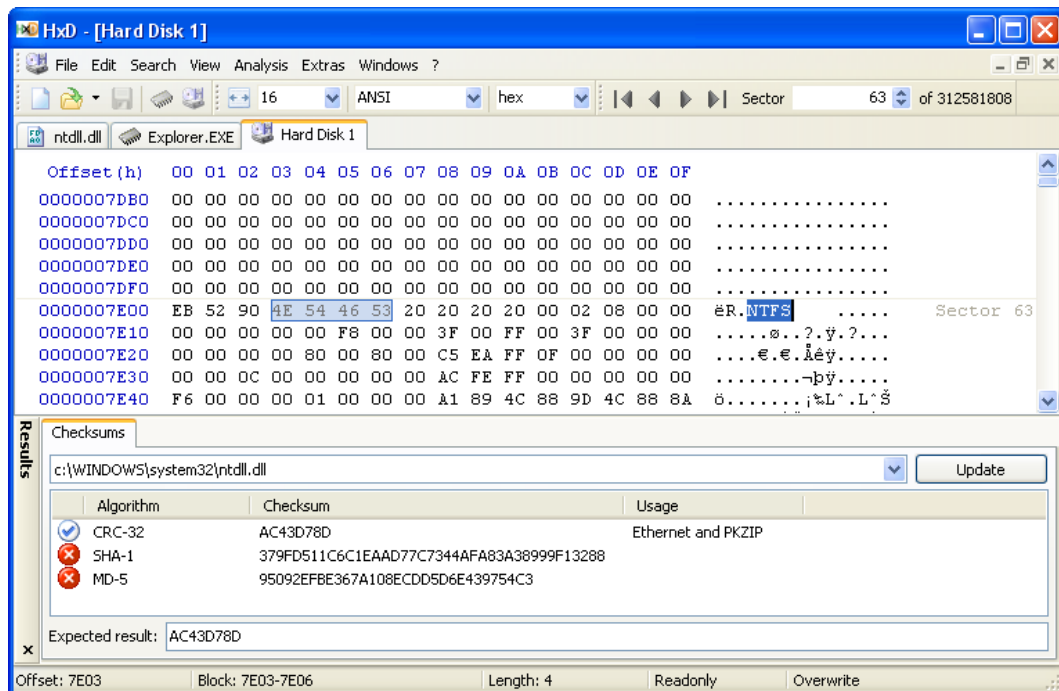 HxD - [Hard Disk 1]
File Edit Search View Analysis Extras Windows ?
16 ANSI hex Sector 63 of 312581808
ntdll.dll Explorer.EXE Hard Disk 1
Offset(h) 00 01 02 03 04 05 06 07 08 09 0A 0B 0C 0D 0E 0F
0000007DB0 00 00 00 00 00 00 00 00 00 00 00 00 00 00 00 00 ................
0000007DC0 00 00 00 00 00 00 00 00 00 00 00 00 00 00 00 00 ................
0000007DD0 00 00 00 00 00 00 00 00 00 00 00 00 00 00 00 00 ................
0000007DE0 00 00 00 00 00 00 00 00 00 00 00 00 00 00 00 00 ................
0000007DF0 00 00 00 00 00 00 00 00 00 00 00 00 00 00 00 00 ................
0000007E00 EB 52 90 4E 54 46 53 20 20 20 20 00 02 08 00 00 ëR.NTFS    ..... Sector 63
0000007E10 00 00 00 00 00 F8 00 00 3F 00 FF 00 3F 00 00 00 .....ø..?.ÿ.?...
0000007E20 00 00 00 00 80 00 80 00 C5 EA FF 0F 00 00 00 00 ....€.€.Åêÿ.....
0000007E30 00 00 0C 00 00 00 00 00 AC FE FF 00 00 00 00 00 ........¬þÿ.....
0000007E40 F6 00 00 00 01 00 00 00 A1 89 4C 88 9D 4C 88 8A ö.......¡‰Lˆ.LˆŠ
Results
Checksums
c:\WINDOWS\system32\ntdll.dll Update
Algorithm Checksum Usage
CRC-32 AC43D78D Ethernet and PKZIP
SHA-1 379FD511C6C1EAAD77C7344AFA83A38999F13288
MD-5 95092EFBE367A108ECDD5D6E439754C3
Expected result: AC43D78D
Offset: 7E03 Block: 7E03-7E06 Length: 4 Readonly Overwrite